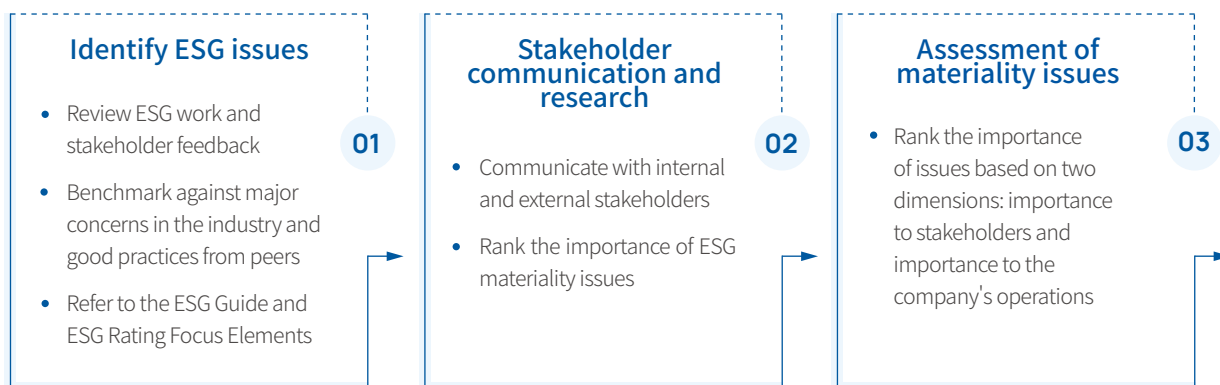 Identify ESG issues
• Review ESG work and
stakeholder feedback
• Benchmark against major
concerns in the industry and
good practices from peers
• Refer to the ESG Guide and
ESG Rating Focus Elements
01
Stakeholder
communication and
research
• Communicate with internal
and external stakeholders
• Rank the importance of ESG
materiality issues
02
Assessment of
materiality issues
• Rank the importance
of issues based on two
dimensions: importance
to stakeholders and
importance to the
company's operations
03